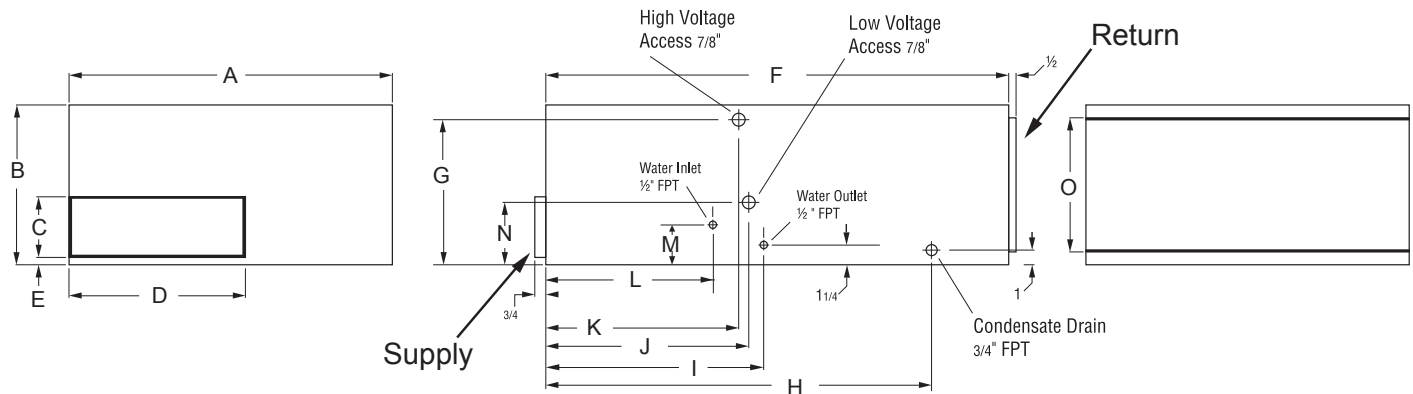 High Voltage
Access 7/8"
Low Voltage
Access 7/8"
Return
A
F
½
B
G
Water Inlet
½" FPT
O
C
Water Outlet
½ " FPT
N
M
E
D
L
3/4
1 1/4
1
K
Condensate Drain
3/4" FPT
Supply
J
I
H